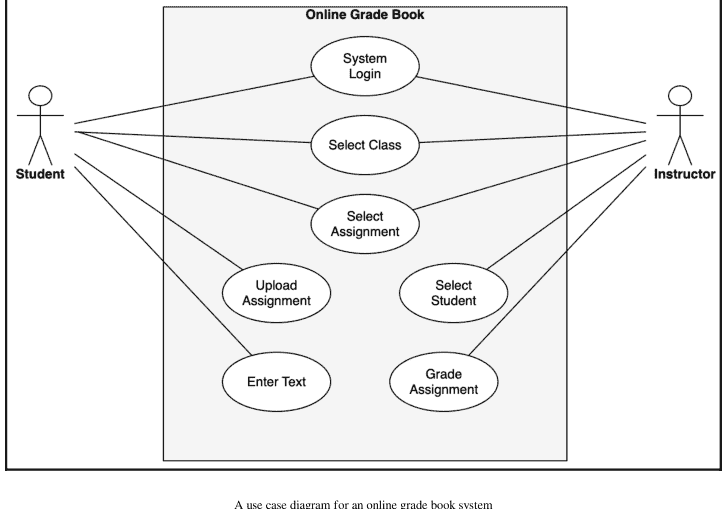 Online Grade Book
System
Login
Select Class
Student
Instructor
Select
Assignment
Upload
Assignment
Select
Student
Enter Text
Grade
Assignment
A use case diagram for an online grade book system